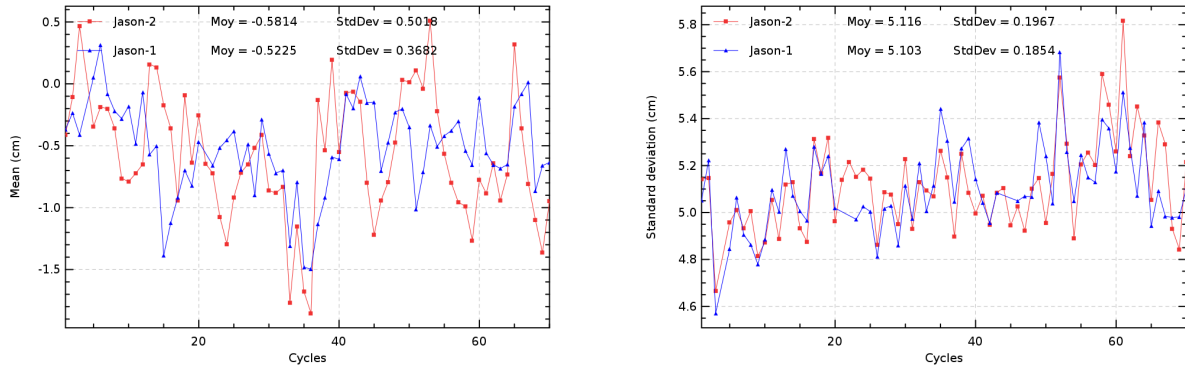 Jason-2 Moy = -0.5814 StdDev = 0.5018
Jason-1 Moy = -0.5225 StdDev = 0.3682
0.5
0.0
-0.5
-1.0
-1.5
Mean (cm)
20 40 60
Cycles
Jason-2 Moy = 5.116 StdDev = 0.1967
Jason-1 Moy = 5.103 StdDev = 0.1854
5.8
5.6
5.4
5.2
5.0
4.8
4.6
Standard deviation (cm)
20 40 60
Cycles